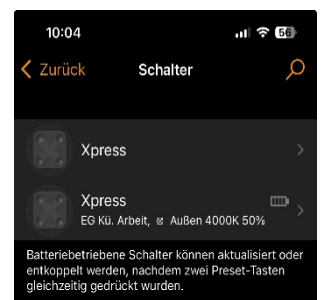 10:04 56
Zurück Schalter
Xpress
Xpress
EG Kü. Arbeit, Außen 4000K 50%
Batteriebetriebene Schalter können aktualisiert oder
entkoppelt werden, nachdem zwei Preset-Tasten
gleichzeitig gedrückt wurden.